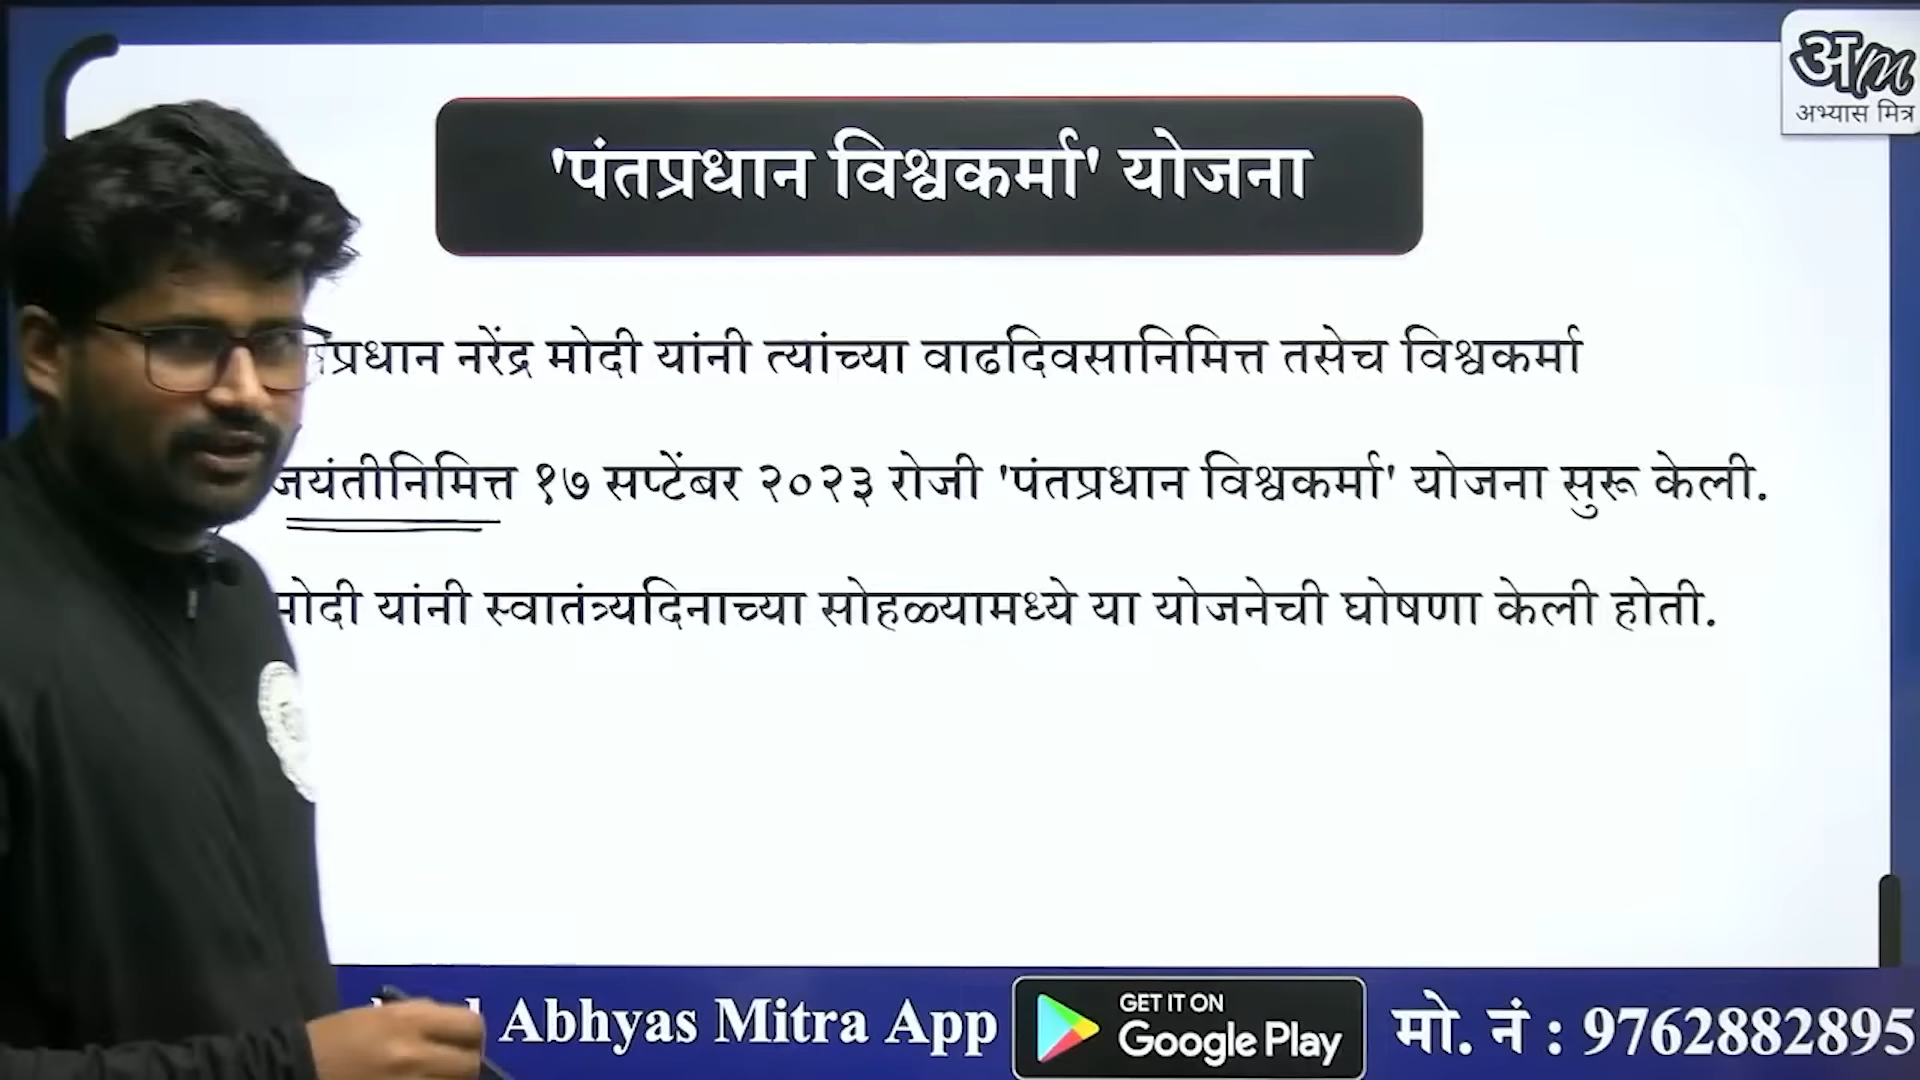 अm
अभ्यास मित्र
'पंतप्रधान विश्वकर्मा' योजना
नरेंद्र मोदी यांनी त्यांच्या वाढदिवसानिमित्त तसेच विश्वकर्मा
जयंतीनिमित्त १७ सप्टेंबर २०२३ रोजी 'पंतप्रधान विश्वकर्मा' योजना सुरू केली.
मोदी यांनी स्वातंत्र्यदिनाच्या सोहळ्यामध्ये या योजनेची घोषणा केली होती.
Abhyas Mitra App
GET IT ON
Google Play
मो. नं : 9762882895